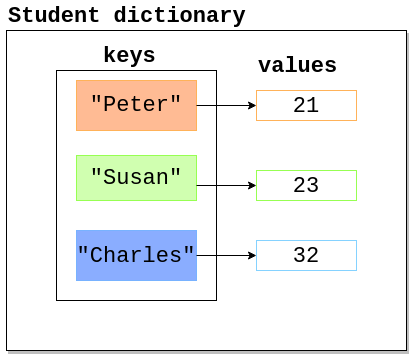 Student dictionary
keys
values
"Peter"
21
"Susan"
23
"Charles"
32